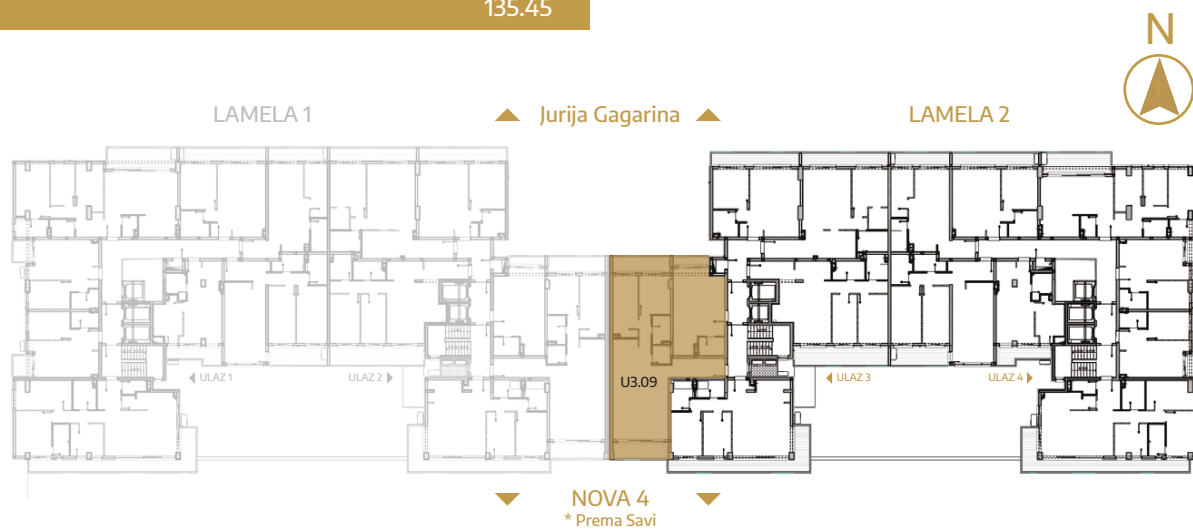 135.45
N
LAMELA 1
Jurija Gagarina
LAMELA 2
ULAZ 1
ULAZ 2
U3.09
ULAZ 3
ULAZ 4
NOVA 4
* Prema Savi